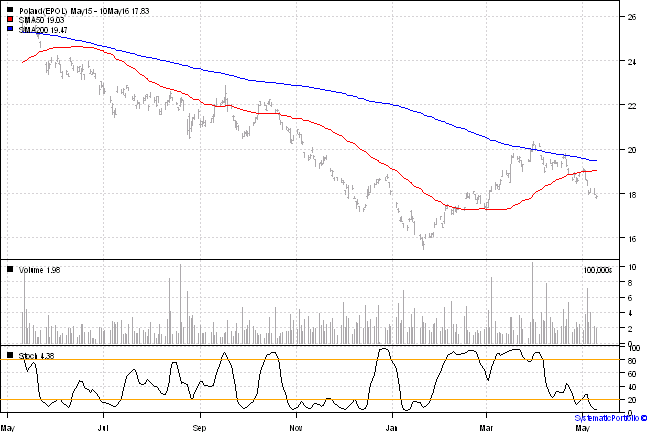 Poland(EPOL) May15 - 10May16 17.83
SMA50 19.03
SMA200 19.47
26
24
22
20
18
16
Volume 1.98
100,000s
10
8
6
4
2
0
Stoch 4.38
100
80
60
40
20
0
May Jul Sep Nov Jan Mar May
SystematicPortfolio ©